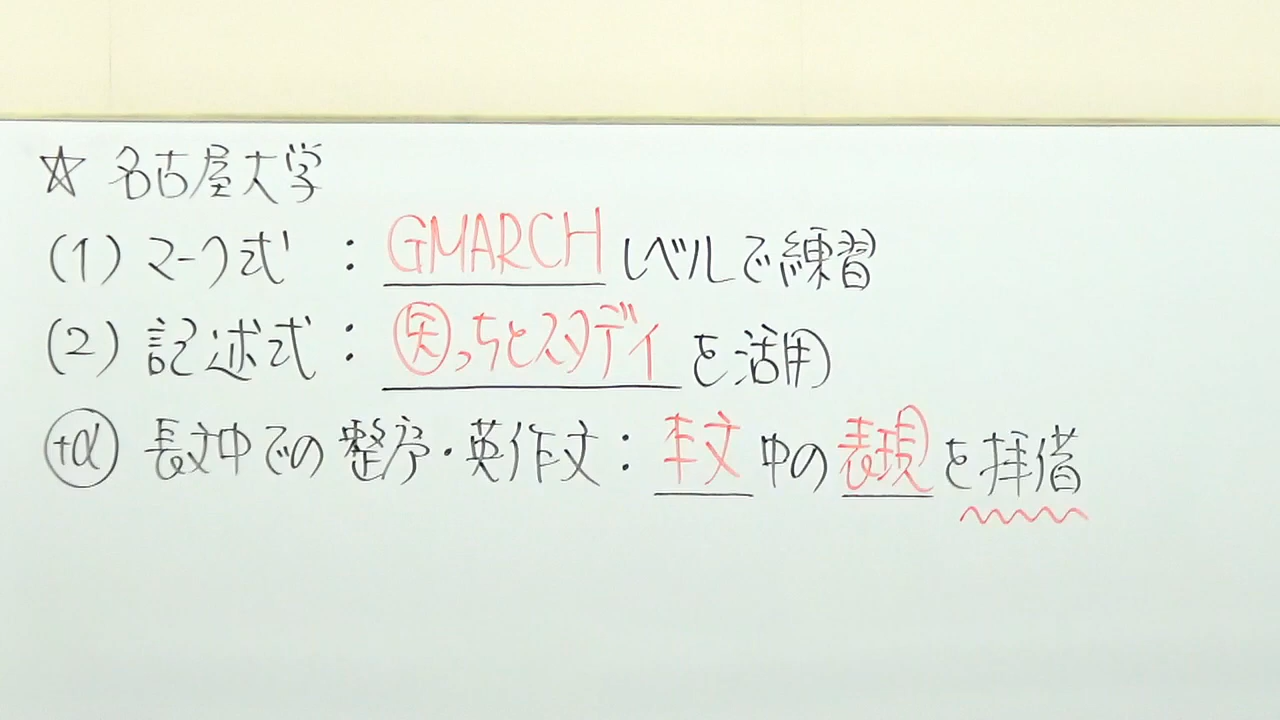 ☆ 名古屋大学
(1) マーク式 : GMARCH レベルで練習
(2) 記述式 : ㊛っちとスタディ を活用
+α 長文中での整序・英作文 : 本文中の表現を拝借